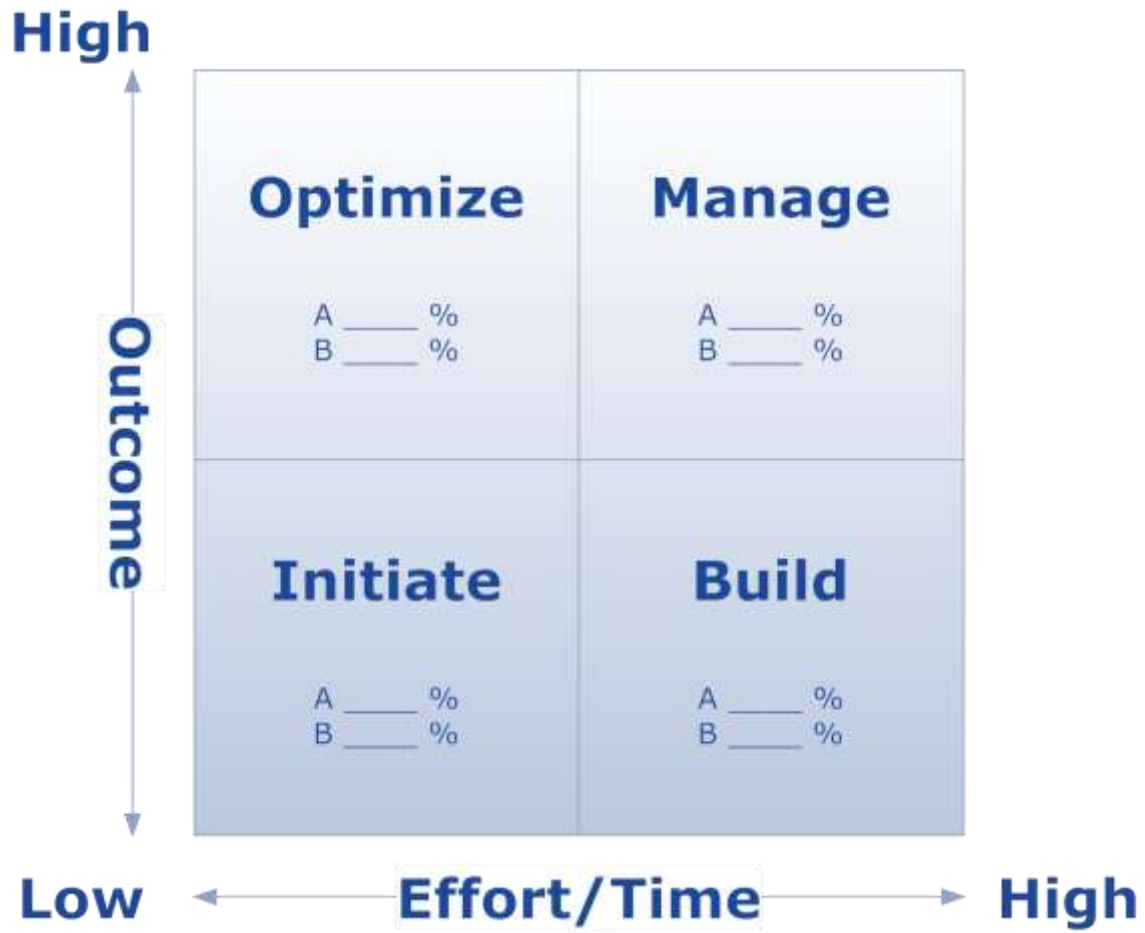 High
Optimize
Manage
A _____ %
B _____ %
A _____ %
B _____ %
Outcome
Initiate
Build
A _____ %
B _____ %
A _____ %
B _____ %
Low
Effort/Time
High